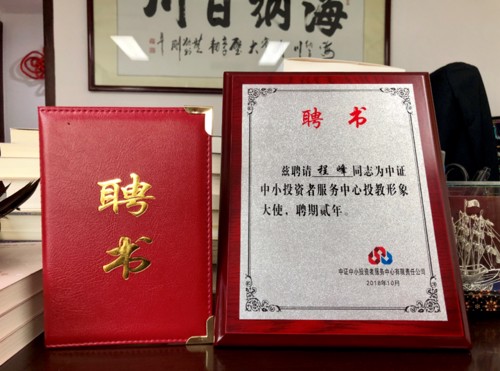 海纳百川
聘书
聘书
兹聘请程峰同志为中证
中小投资者服务中心投教形象
大使，聘期贰年。
中证中小投资者服务中心有限责任公司
2018年10月